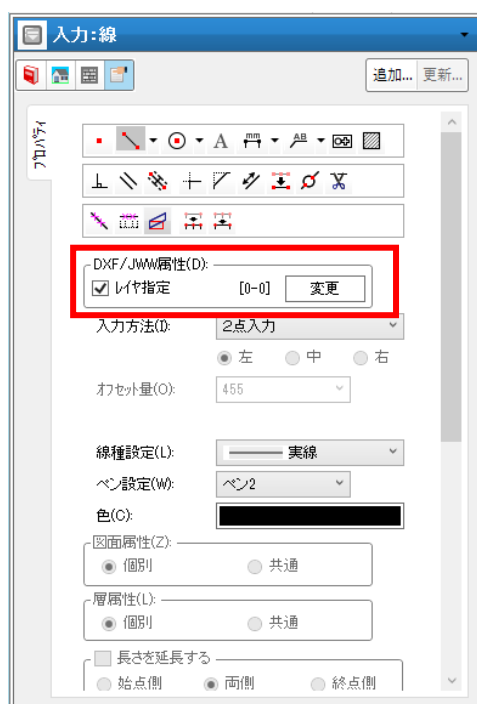 入力:線
追加... 更新...
プロパティ
A mm AB
DXF/JWW属性(D):
レイヤ指定 [0-0] 変更
入力方法(I): 2点入力
左 中 右
オフセット量(O): 455
線種設定(L): 実線
ペン設定(W): ペン2
色(C):
図面属性(Z):
個別 共通
層属性(L):
個別 共通
長さを延長する
始点側 両側 終点側